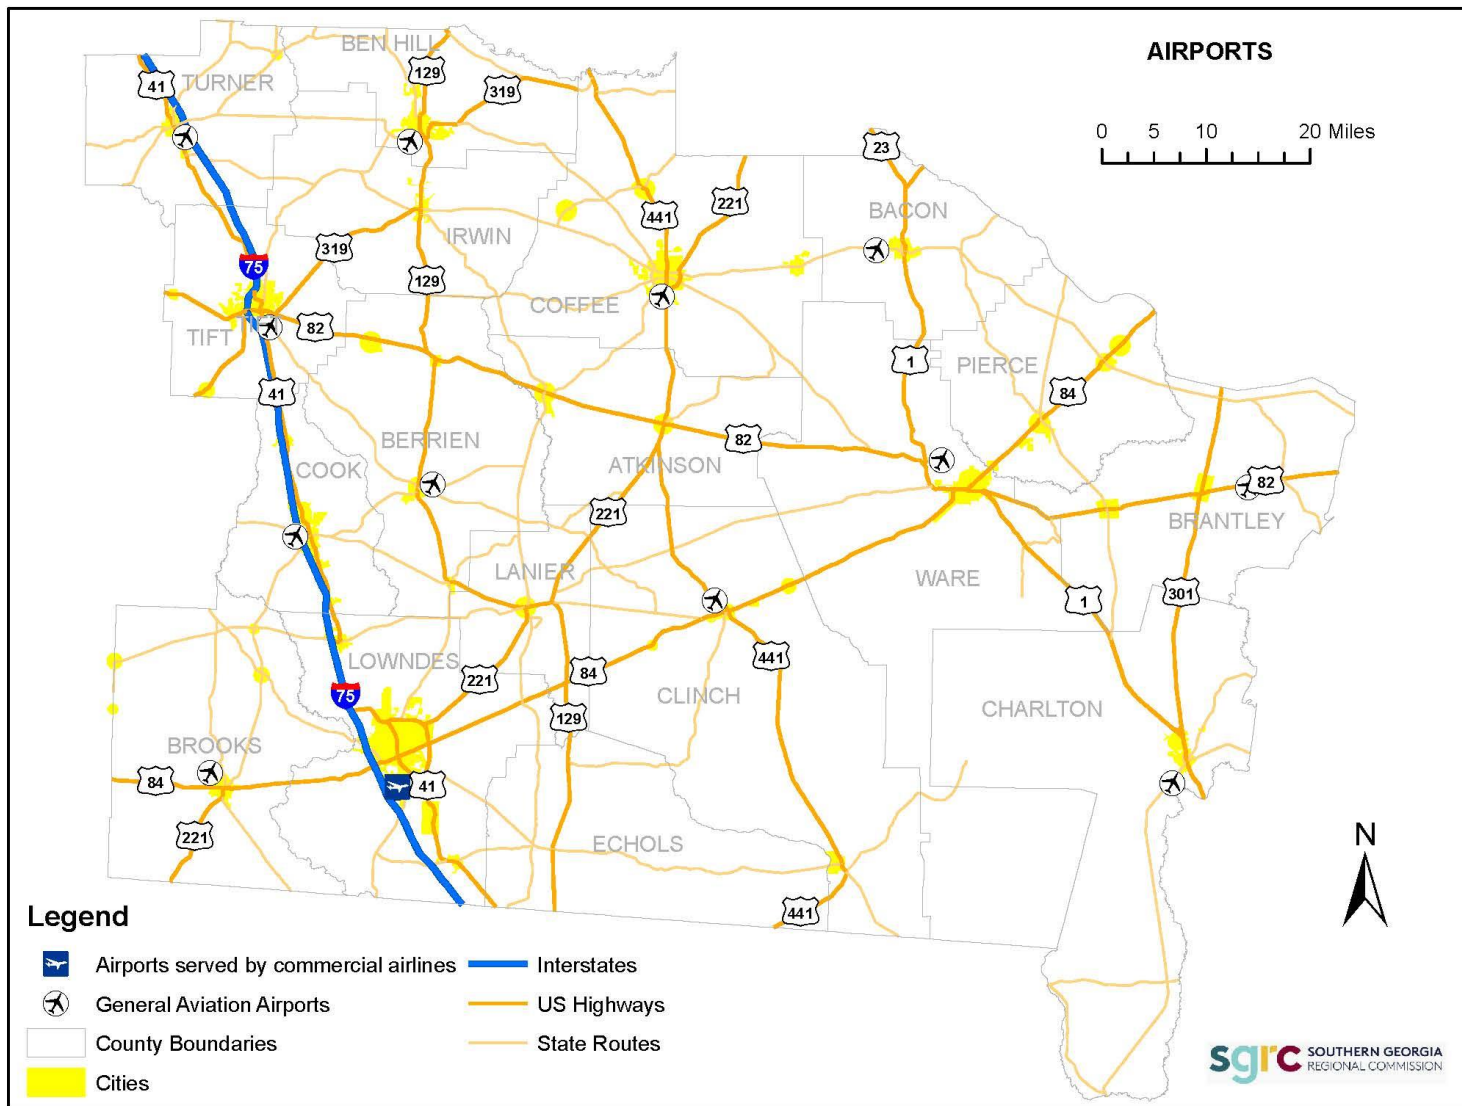 AIRPORTS
0 5 10 20 Miles
BEN HILL
129
41
TURNER
319
23
441
221
BACON
IRWIN
319
75
129
COFFEE
82
TIFT
1
PIERCE
84
41
BERRIEN
82
COOK
ATKINSON
82
221
BRANTLEY
LANIER
WARE
1
301
LOWNDES
441
84
221
75
CLINCH
129
CHARLTON
BROOKS
84
41
221
ECHOLS
N
441
Legend
Airports served by commercial airlines
General Aviation Airports
County Boundaries
Cities
Interstates
US Highways
State Routes
sgrc SOUTHERN GEORGIA
REGIONAL COMMISSION